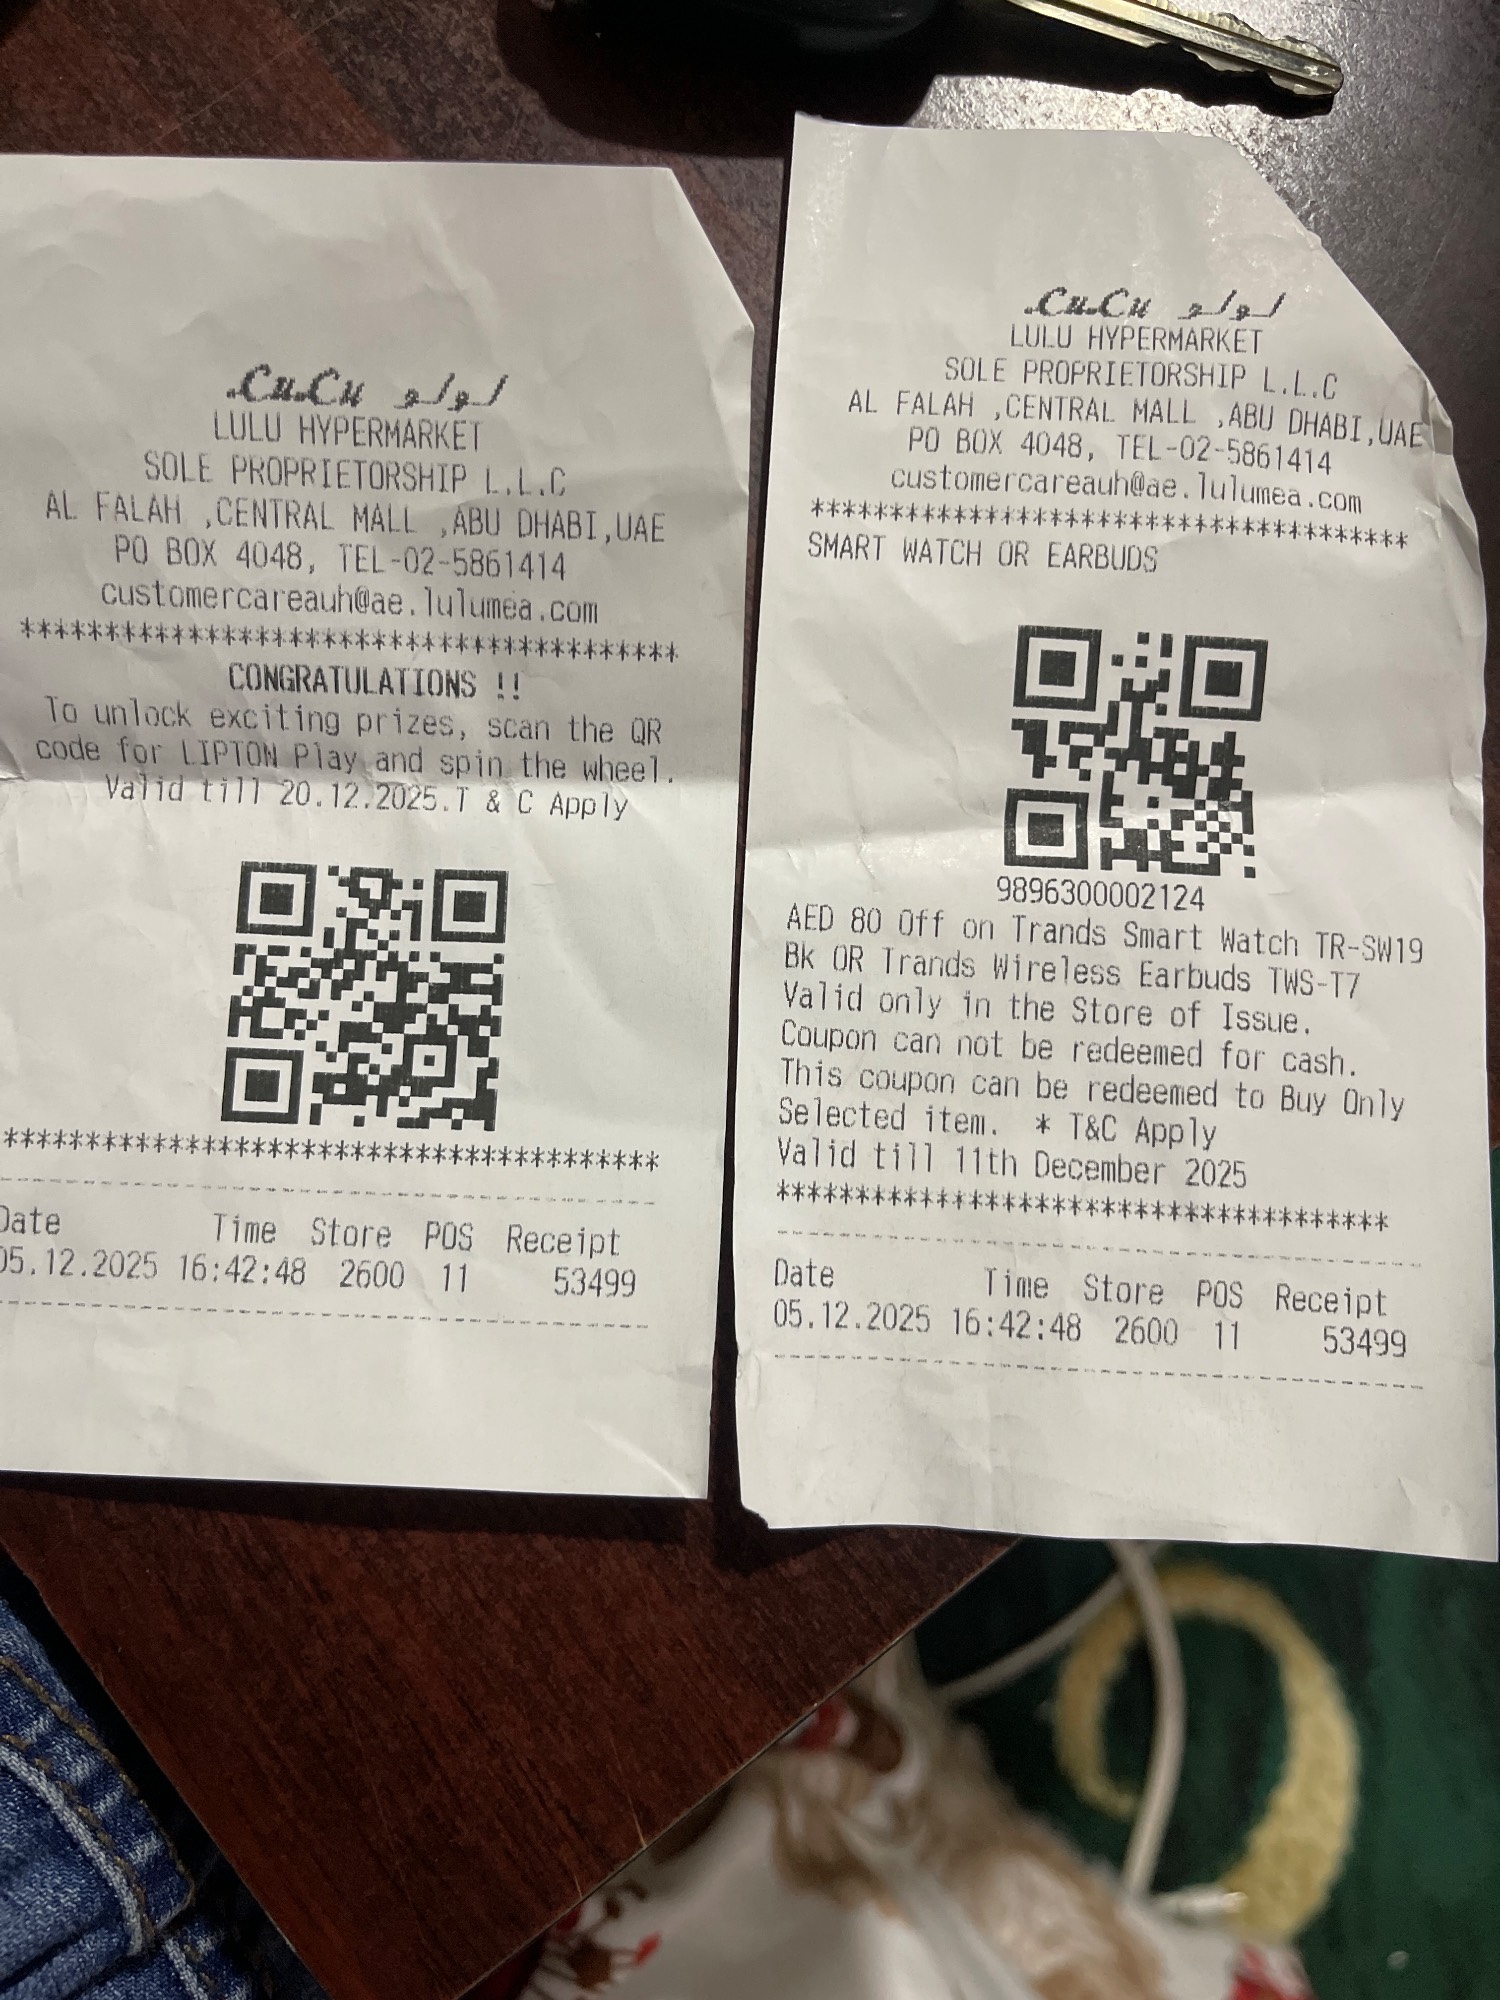 LuLu لولو
LULU HYPERMARKET
SOLE PROPRIETORSHIP L.L.C
AL FALAH ,CENTRAL MALL ,ABU DHABI,UAE
PO BOX 4048, TEL-02-5861414
customercareauh@ae.lulumea.com
****************************************
CONGRATULATIONS !!
To unlock exciting prizes, scan the QR
code for LIPTON Play and spin the wheel.
Valid till 20.12.2025.T & C Apply
****************************************
Date Time Store POS Receipt
05.12.2025 16:42:48 2600 11 53499
LuLu لولو
LULU HYPERMARKET
SOLE PROPRIETORSHIP L.L.C
AL FALAH ,CENTRAL MALL ,ABU DHABI,UAE
PO BOX 4048, TEL-02-5861414
customercareauh@ae.lulumea.com
****************************************
SMART WATCH OR EARBUDS
9896300002124
AED 80 Off on Trands Smart Watch TR-SW19
Bk OR Trands Wireless Earbuds TWS-T7
Valid only in the Store of Issue.
Coupon can not be redeemed for cash.
This coupon can be redeemed to Buy Only
Selected item. * T&C Apply
Valid till 11th December 2025
****************************************
Date Time Store POS Receipt
05.12.2025 16:42:48 2600 11 53499